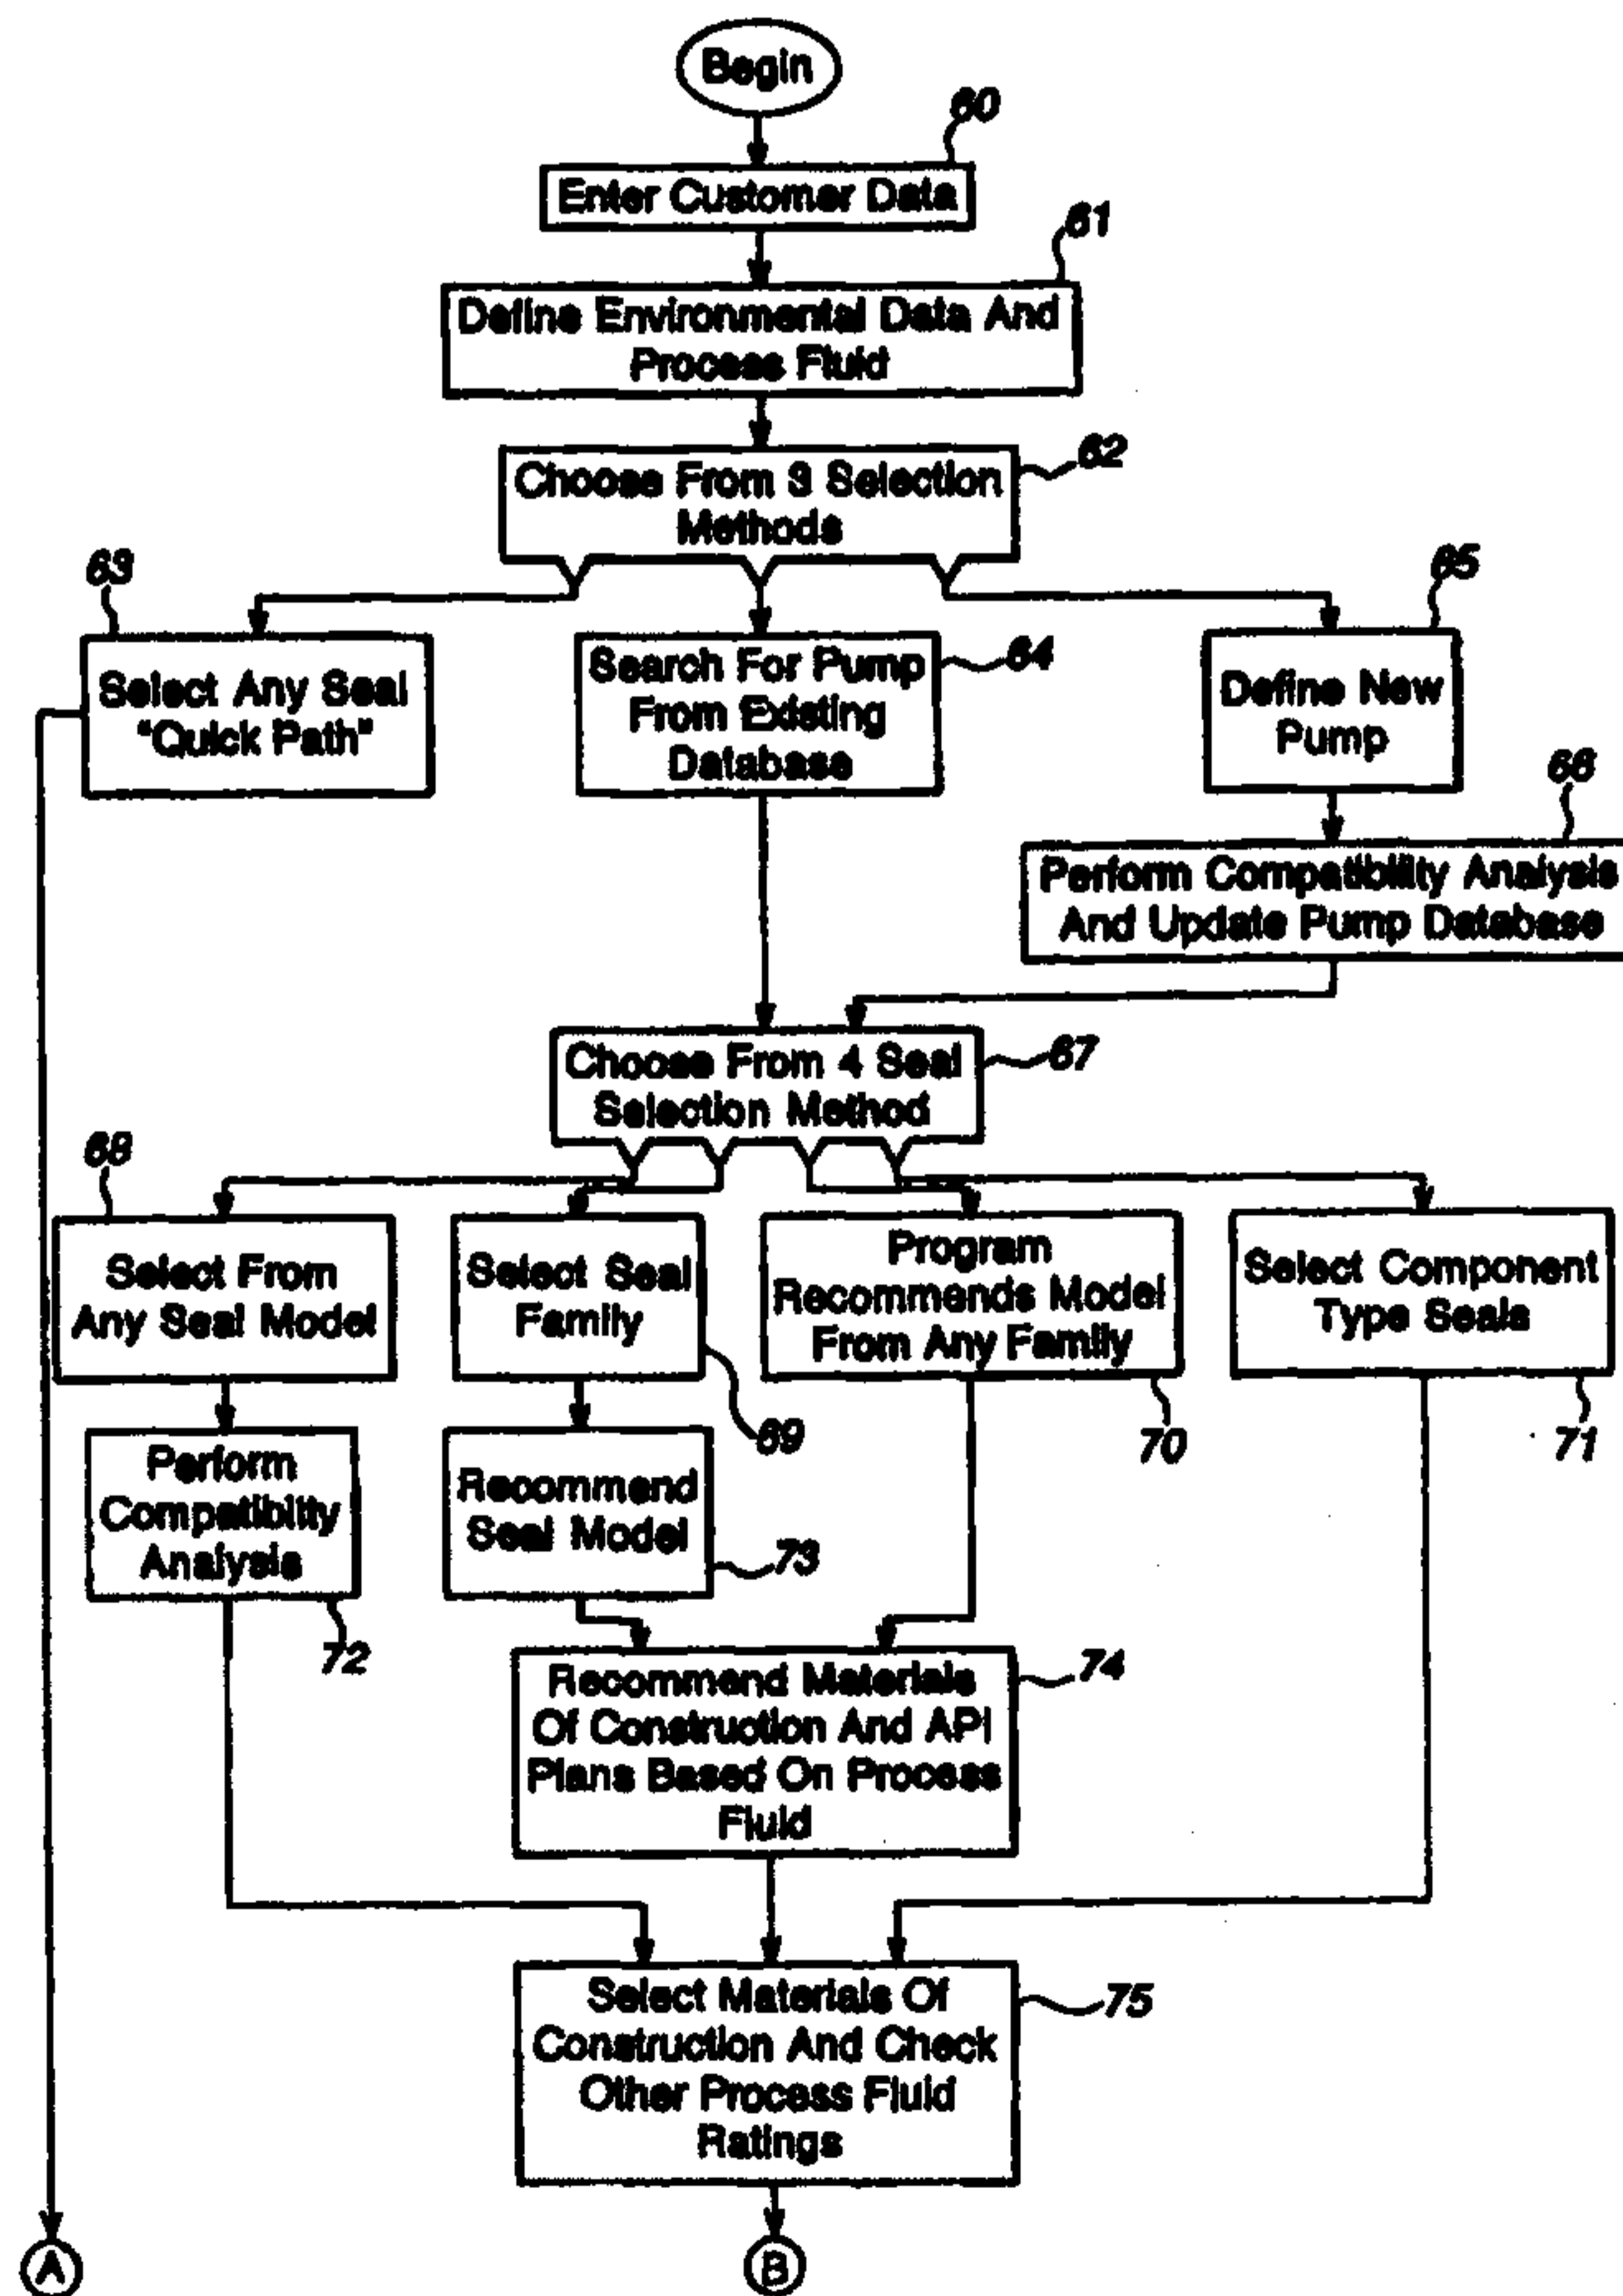 Begin
60
Enter Customer Data
61
Define Environmental Data And
Process Fluid
62
Choose From 3 Selection
Methods
63
Select Any Seal
"Quick Path"
64
Search For Pump
From Existing
Database
65
Define New
Pump
66
Perform Compatibility Analysis
And Update Pump Database
67
Choose From 4 Seal
Selection Method
68
Select From
Any Seal Model
Select Seal
Family
69
Program
Recommends Model
From Any Family
70
Select Component
Type Seals
71
Perform
Compatibility
Analysis
72
Recommend
Seal Model
73
Recommend Materials
Of Construction And API
Plans Based On Process
Fluid
74
Select Materials Of
Construction And Check
Other Process Fluid
Ratings
75
A
B